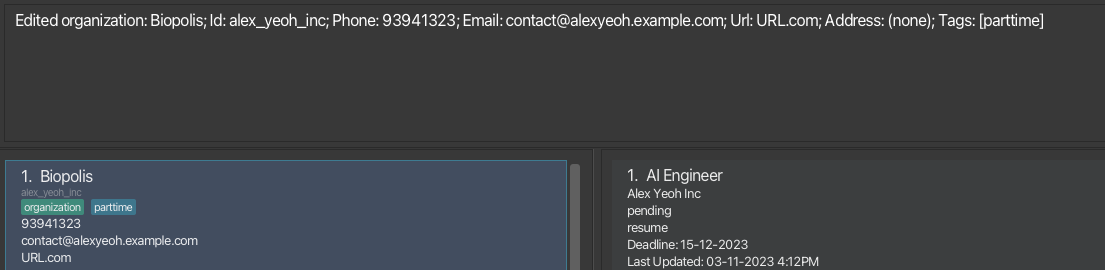 Edited organization: Biopolis; Id: alex_yeoh_inc; Phone: 93941323; Email: contact@alexyeoh.example.com; Url: URL.com; Address: (none); Tags: [parttime]
1. Biopolis
alex_yeoh_inc
organization parttime
93941323
contact@alexyeoh.example.com
URL.com
1. AI Engineer
Alex Yeoh Inc
pending
resume
Deadline: 15-12-2023
Last Updated: 03-11-2023 4:12PM